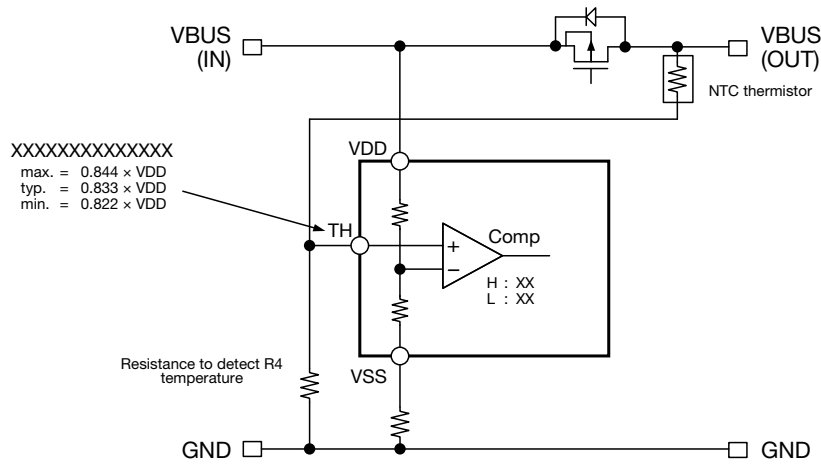 VBUS
(IN)
VBUS
(OUT)
NTC thermistor
XXXXXXXXXXXXXX
max. = 0.844 × VDD
typ. = 0.833 × VDD
min. = 0.822 × VDD
VDD
TH
+
−
Comp
H : XX
L : XX
Resistance to detect R4
temperature
VSS
GND
GND